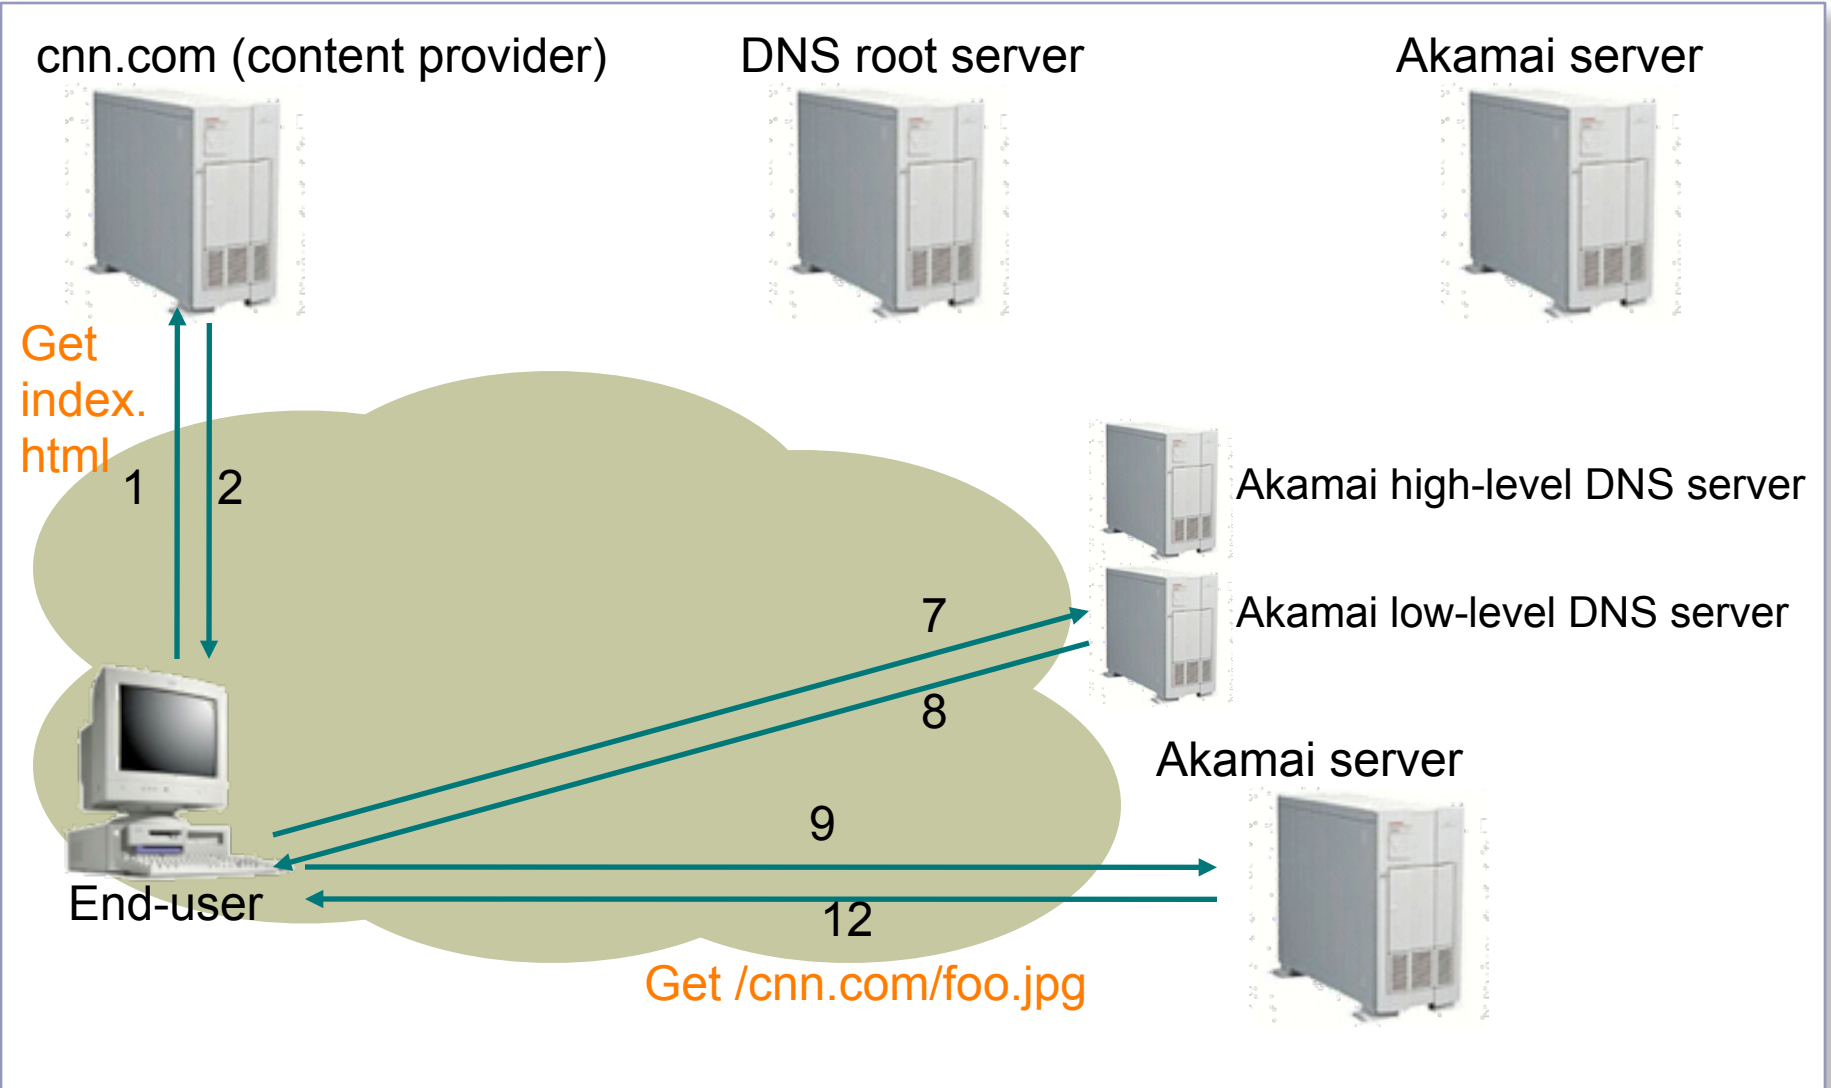 cnn.com (content provider)
DNS root server
Akamai server
Get
index.
html
1
2
Akamai high-level DNS server
7
Akamai low-level DNS server
8
Akamai server
9
End-user
12
Get /cnn.com/foo.jpg